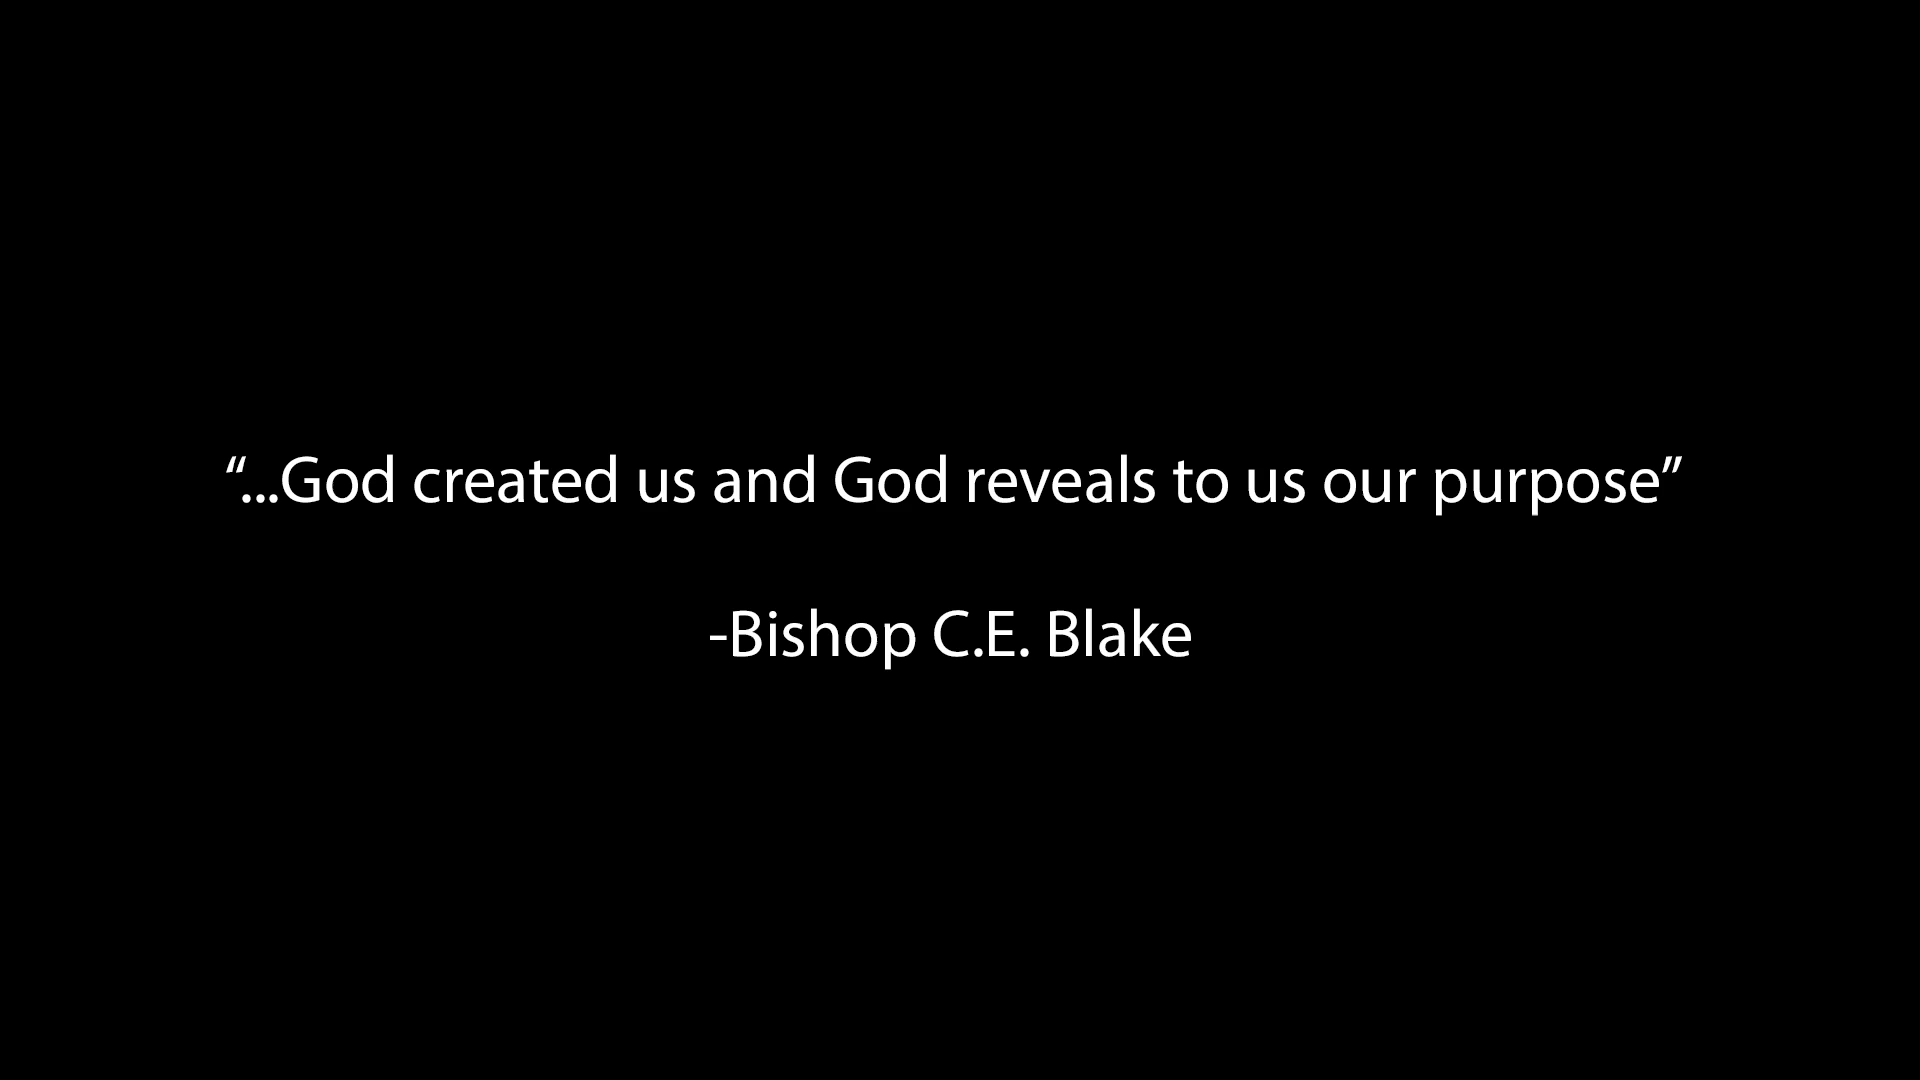 “...God created us and God reveals to us our purpose”
-Bishop C.E. Blake